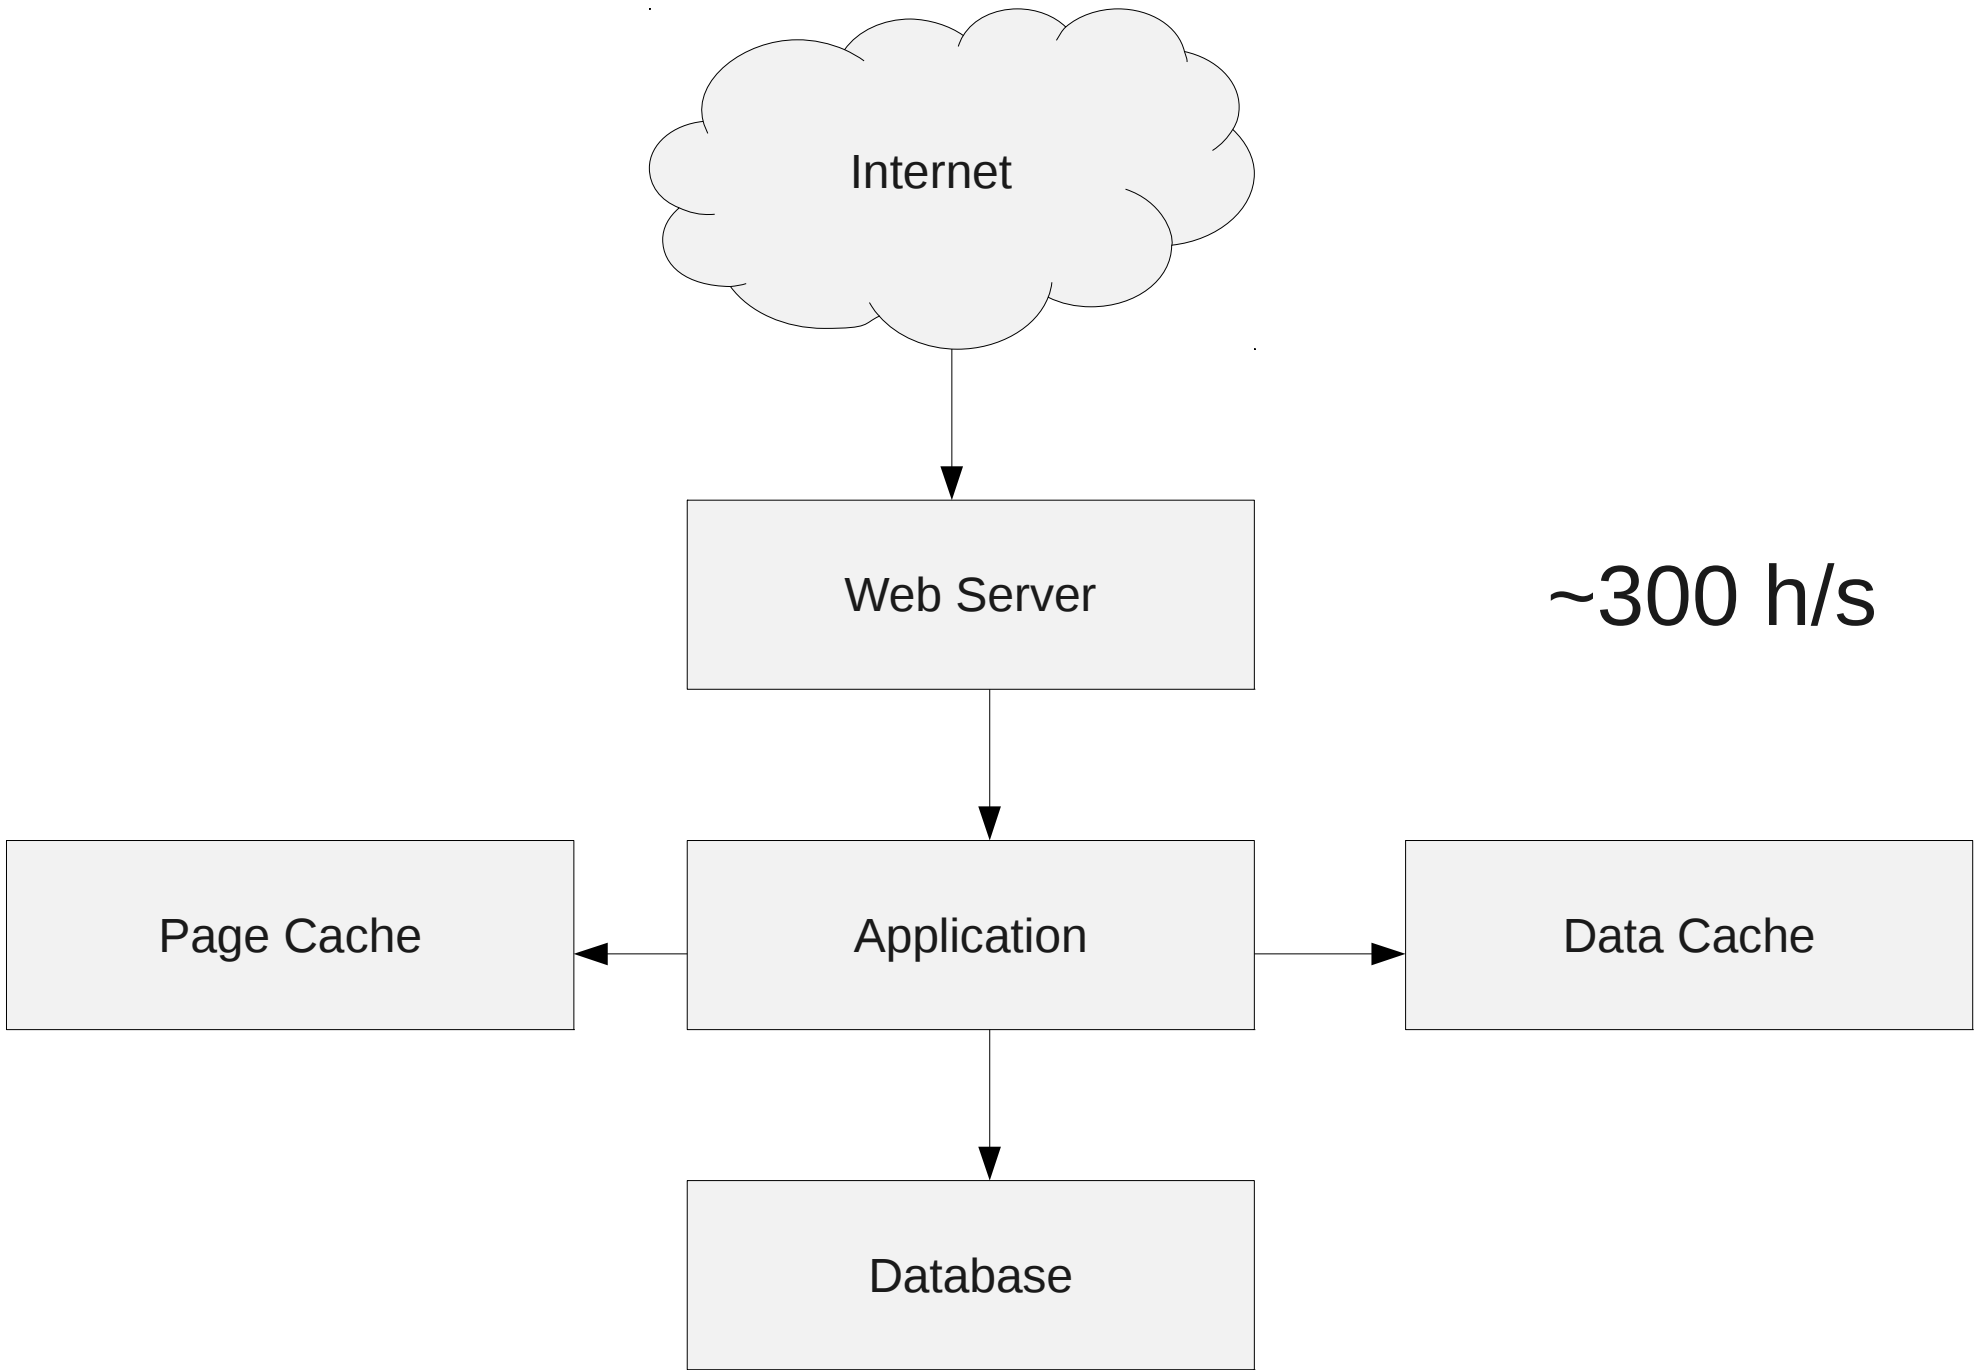 Internet
Web Server
~300 h/s
Page Cache
Application
Data Cache
Database